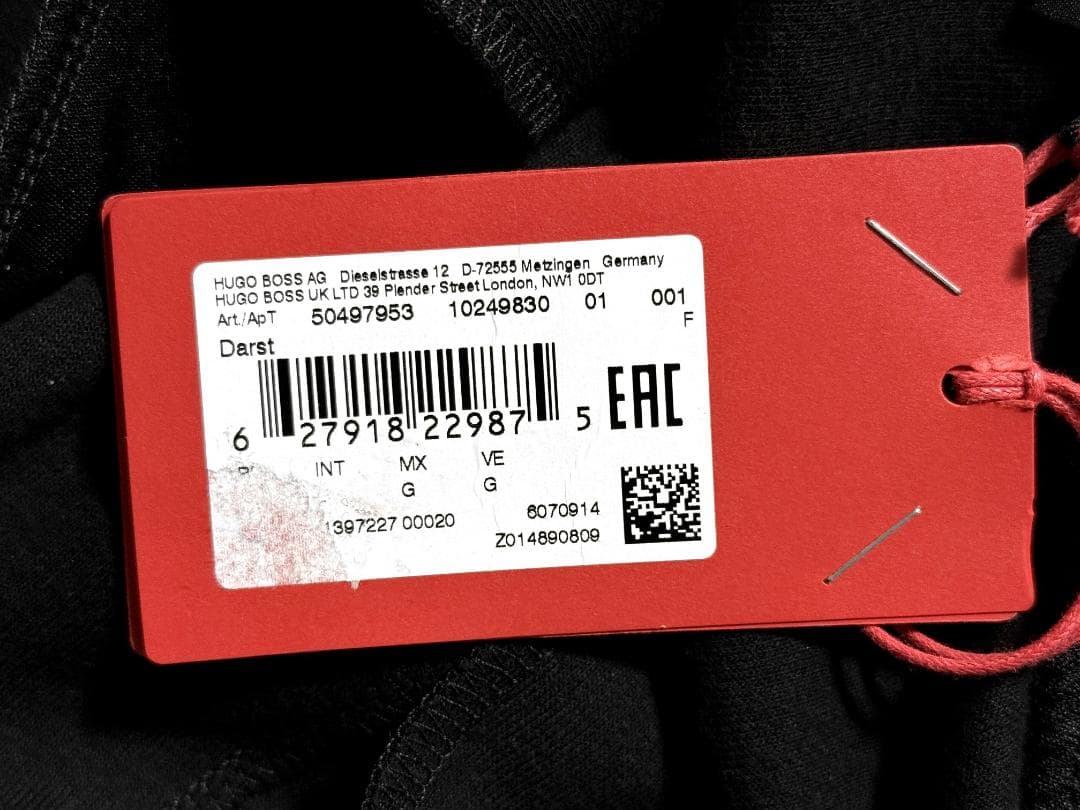 HUGO BOSS AG Dieselstrasse 12 D-72555 Metzingen Germany
HUGO BOSS UK LTD 39 Plender Street London, NW1 0DT
Art./АрТ 50497953 10249830 01 001
F
Darst
6 27918 22987 5
EAC
INT MX VE
G G
1397227 00020 6070914
Z014890809